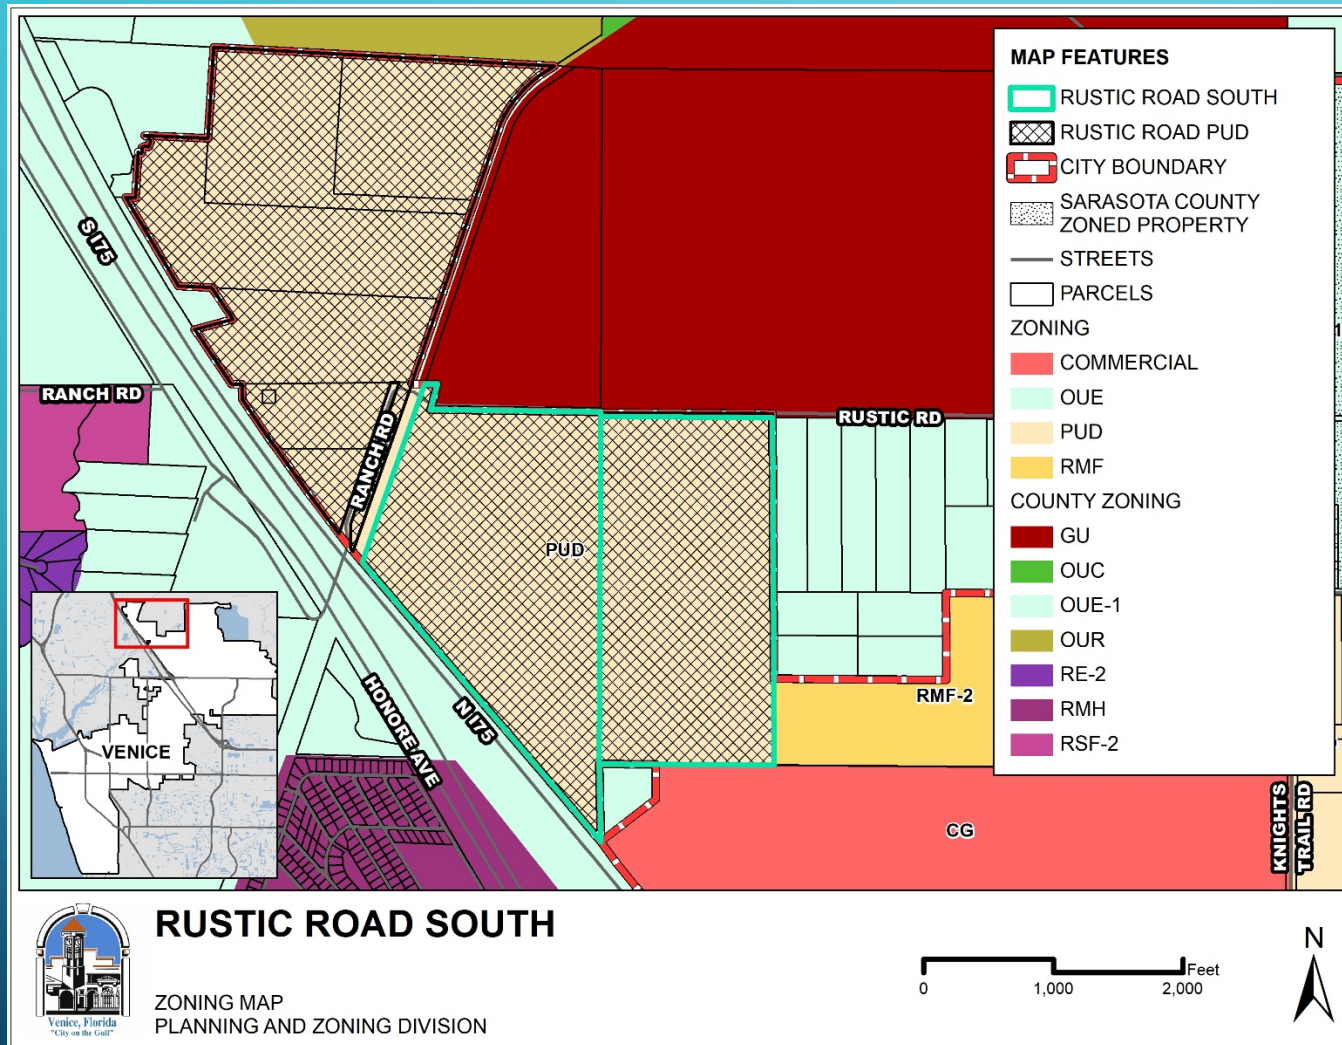 MAP FEATURES
RUSTIC ROAD SOUTH
RUSTIC ROAD PUD
CITY BOUNDARY
SARASOTA COUNTY
ZONED PROPERTY
STREETS
PARCELS
ZONING
COMMERCIAL
OUE
PUD
RMF
COUNTY ZONING
GU
OUC
OUE-1
OUR
RE-2
RMH
RSF-2
S I75
RANCH RD
RANCH RD
RUSTIC RD
PUD
RMF-2
HONORE AVE
N I75
VENICE
CG
KNIGHTS
TRAIL RD
1
RUSTIC ROAD SOUTH
ZONING MAP
PLANNING AND ZONING DIVISION
Venice, Florida
"City on the Gulf"
Feet
0 1,000 2,000
N